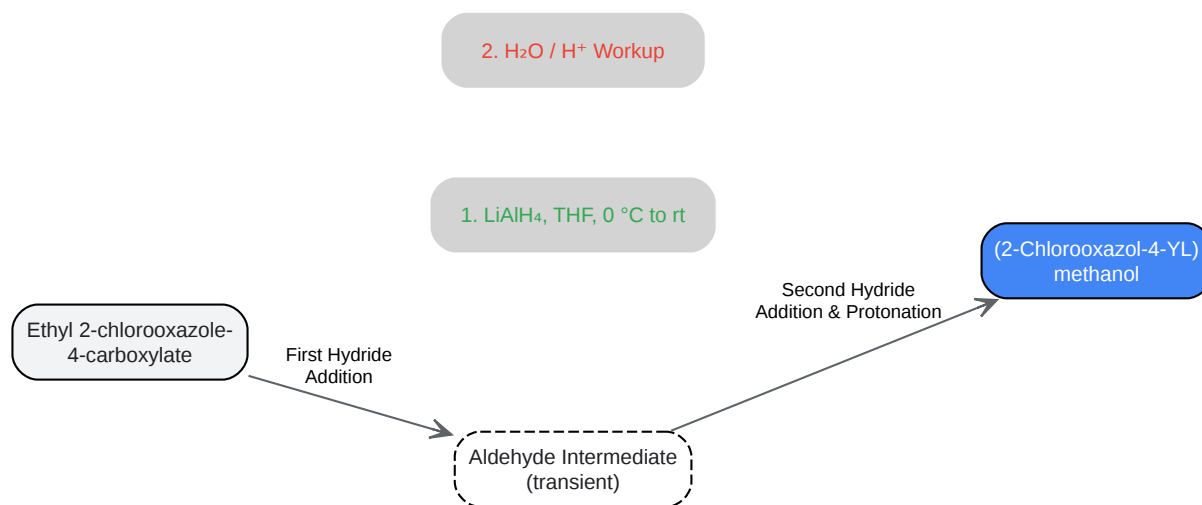 2. H₂O / H⁺ Workup
1. LiAlH₄, THF, 0 °C to rt
(2-Chlorooxazol-4-YL)
methanol
Second Hydride
Addition & Protonation
Ethyl 2-chlorooxazole-
4-carboxylate
First Hydride
Addition
Aldehyde Intermediate
(transient)